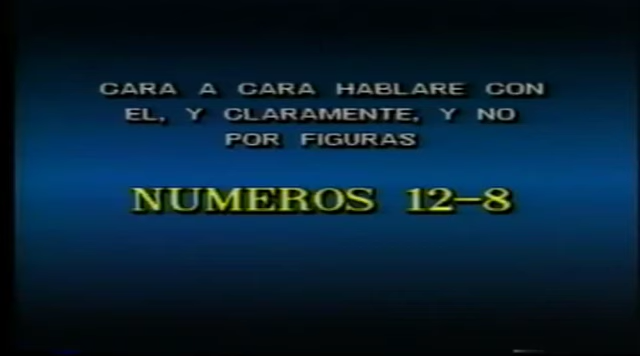 CARA A CARA HABLARE CON
EL, Y CLARAMENTE, Y NO
POR FIGURAS
NUMEROS 12-8